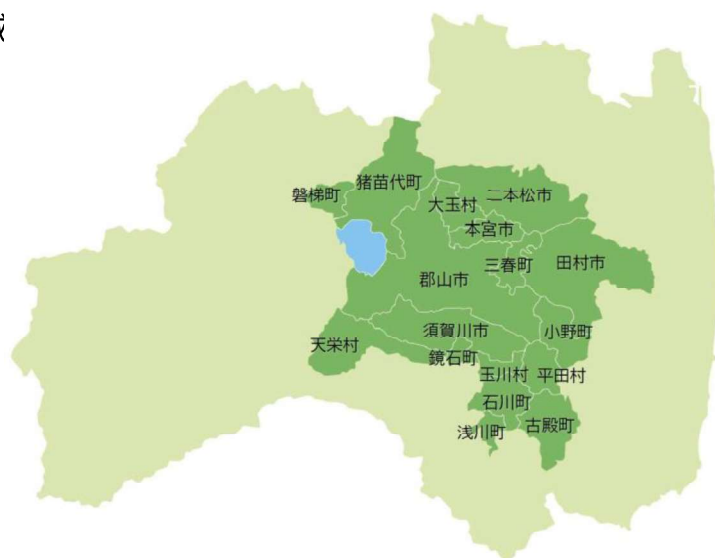 猪苗代町
磐梯町
二本松市
大玉村
本宮市
三春町
田村市
郡山市
須賀川市
小野町
天栄村
鏡石町
玉川村
平田村
石川町
古殿町
浅川町